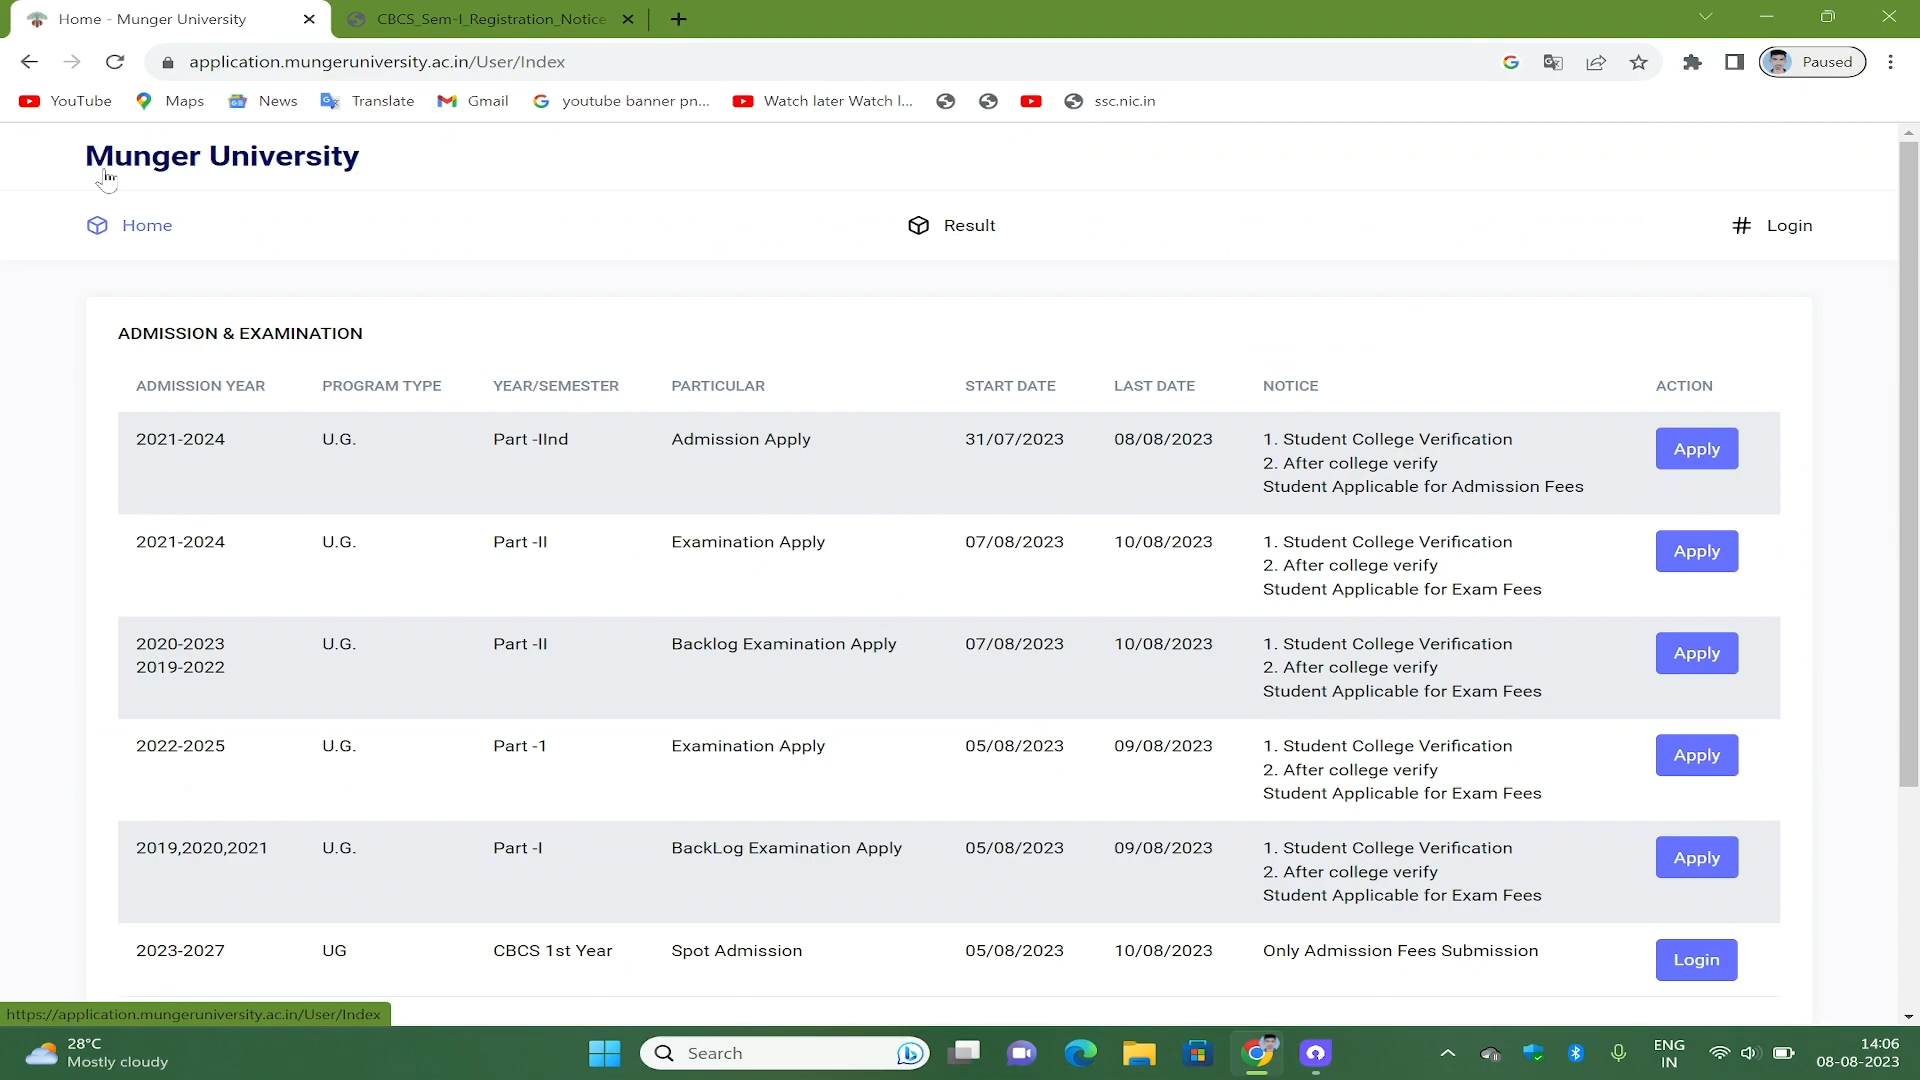 Home - Munger University
CBCS_Sem-I_Registration_Notice
application.mungeruniversity.ac.in/User/Index
Paused
YouTube
Maps
News
Translate
Gmail
youtube banner pn...
Watch later Watch l...
ssc.nic.in
Munger University
Home
Result
Login
ADMISSION & EXAMINATION
ADMISSION YEAR PROGRAM TYPE YEAR/SEMESTER PARTICULAR START DATE LAST DATE NOTICE ACTION
2021-2024 U.G. Part -IInd Admission Apply 31/07/2023 08/08/2023 1. Student College Verification Apply
2. After college verify
Student Applicable for Admission Fees
2021-2024 U.G. Part -II Examination Apply 07/08/2023 10/08/2023 1. Student College Verification Apply
2. After college verify
Student Applicable for Exam Fees
2020-2023 U.G. Part -II Backlog Examination Apply 07/08/2023 10/08/2023 1. Student College Verification Apply
2019-2022 2. After college verify
Student Applicable for Exam Fees
2022-2025 U.G. Part -1 Examination Apply 05/08/2023 09/08/2023 1. Student College Verification Apply
2. After college verify
Student Applicable for Exam Fees
2019,2020,2021 U.G. Part -I BackLog Examination Apply 05/08/2023 09/08/2023 1. Student College Verification Apply
2. After college verify
Student Applicable for Exam Fees
2023-2027 UG CBCS 1st Year Spot Admission 05/08/2023 10/08/2023 Only Admission Fees Submission Login
https://application.mungeruniversity.ac.in/User/Index
28°C
Mostly cloudy
Search
ENG
IN
14:06
08-08-2023